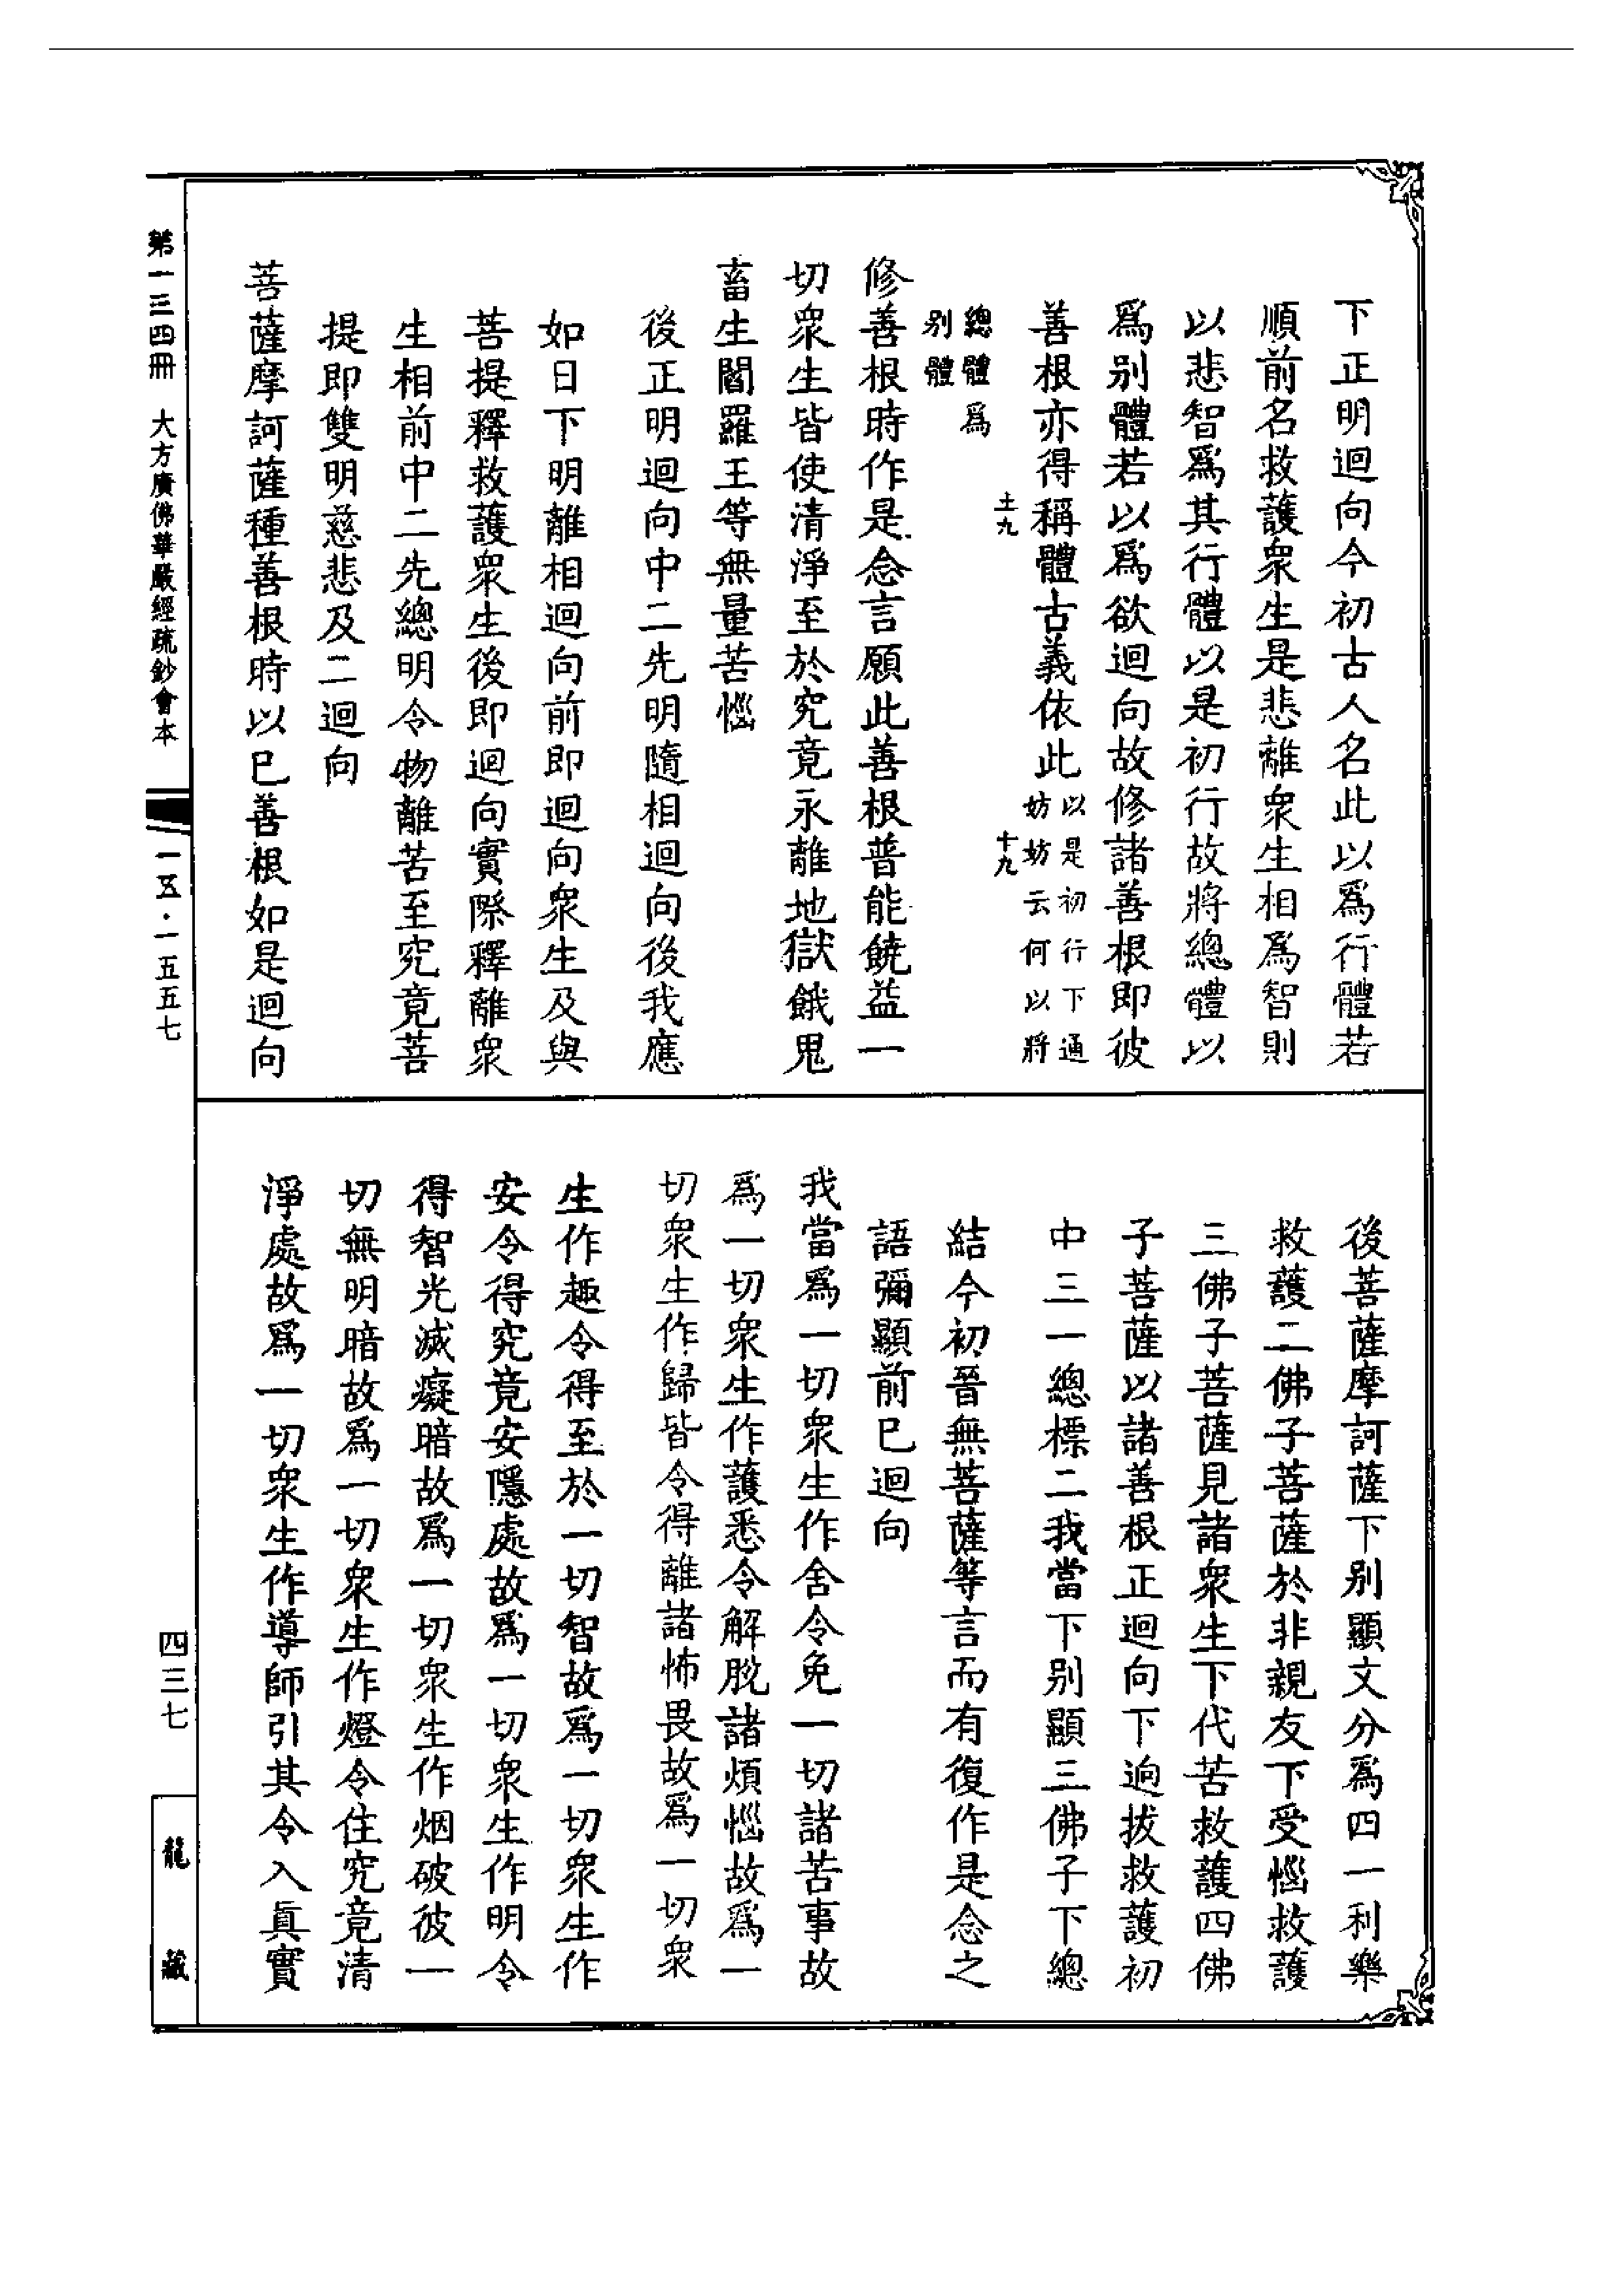 下正明迴向今初古人名此以爲行體若
順前名救護衆生是悲離衆生相爲智則
以悲智爲其行體以是初行故將總體以
爲别體若以爲欲迴向故修諸善根即彼
善根亦得稱體古義依此以是初行下通
妨妨云何以將
土九
十九
總體爲
别體
修善根時作是念言願此善根普能饒益一
切衆生皆使清淨至於究竟永離地獄餓鬼
畜生閻羅王等無量苦惱
後正明迴向中二先明隨相迴向後我應
如日下明離相迴向前即迴向衆生及與
菩提釋救護衆生後即迴向實際釋離衆
生相前中二先總明令物離苦至究竟菩
提即雙明慈悲及二迴向
菩薩摩訶薩種善根時以已善根如是迴向
後菩薩摩訶薩下别顯文分爲四一利樂
救護二佛子菩薩於非親友下受惱救護
三佛子菩薩見諸衆生下代苦救護四佛
子菩薩以諸善根正迴向下逈拔救護初
中三一總標二我當下别顯三佛子下總
結今初晉無菩薩等言而有復作是念之
語彌顯前已迴向
我當爲一切衆生作舍令免一切諸苦事故
爲一切衆生作護悉令解脫諸煩惱故爲一
切衆生作歸皆令得離諸怖畏故爲一切衆
生作趣令得至於一切智故爲一切衆生作
安令得究竟安隱處故爲一切衆生作明令
得智光滅癡暗故爲一切衆生作烟破彼一
切無明暗故爲一切衆生作燈令住究竟清
淨處故爲一切衆生作導師引其令入眞實
第一三四冊 大方廣佛華嚴經疏鈔會本
一五·一五五七
四三七
龍藏